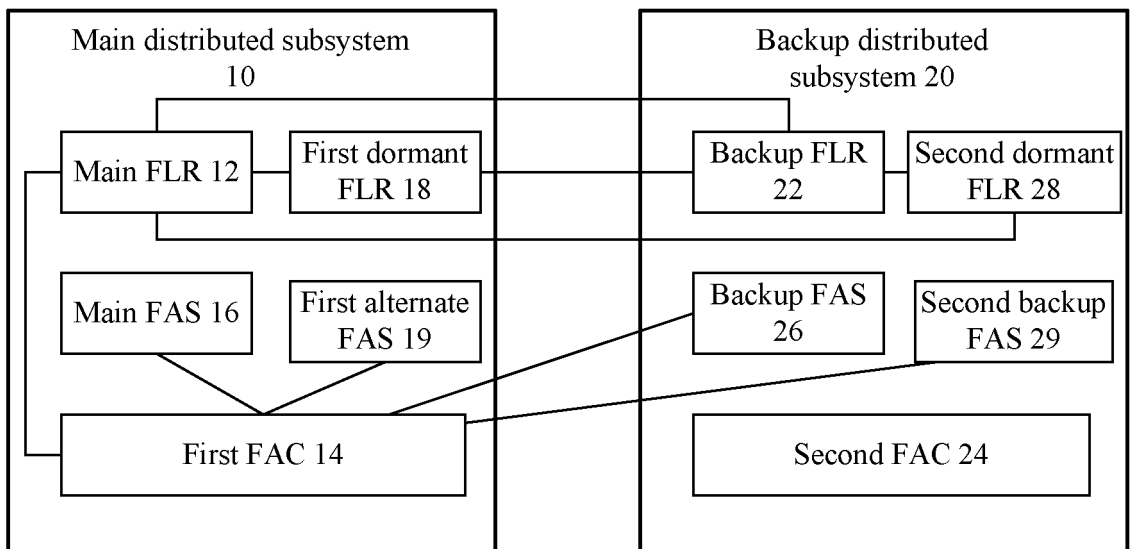 Main distributed subsystem
10
Backup distributed
subsystem 20
Main FLR 12
First dormant
FLR 18
Backup FLR
22
Second dormant
FLR 28
Main FAS 16
First alternate
FAS 19
Backup FAS
26
Second backup
FAS 29
First FAC 14
Second FAC 24